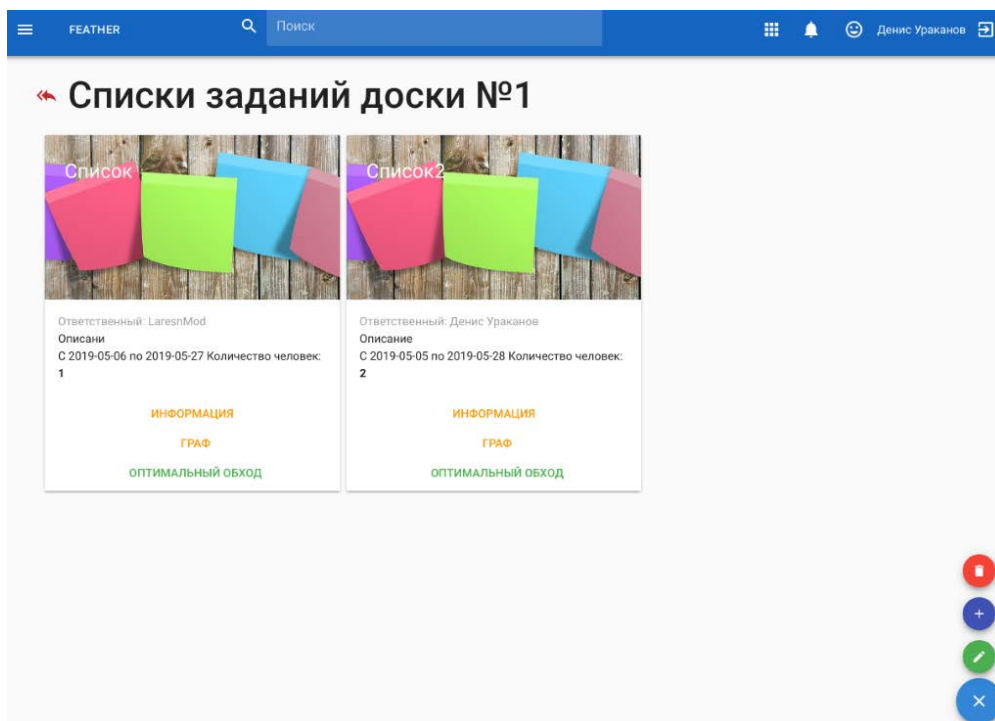 FEATHER
Поиск
Денис Ураканов
Списки заданий доски №1
Список
Список2
Ответственный: LaresnMod
Описани
С 2019-05-06 по 2019-05-27 Количество человек:
1
ИНФОРМАЦИЯ
ГРАФ
ОПТИМАЛЬНЫЙ ОБХОД
Ответственный: Денис Ураканов
Описание
С 2019-05-05 по 2019-05-28 Количество человек:
2
ИНФОРМАЦИЯ
ГРАФ
ОПТИМАЛЬНЫЙ ОБХОД